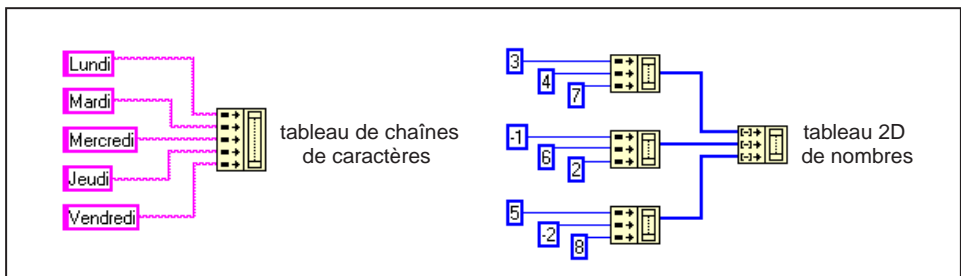 Lundi
Mardi
Mercredi
Jeudi
Vendredi
tableau de chaînes
de caractères
3
4
7
-1
6
2
5
-2
8
tableau 2D
de nombres